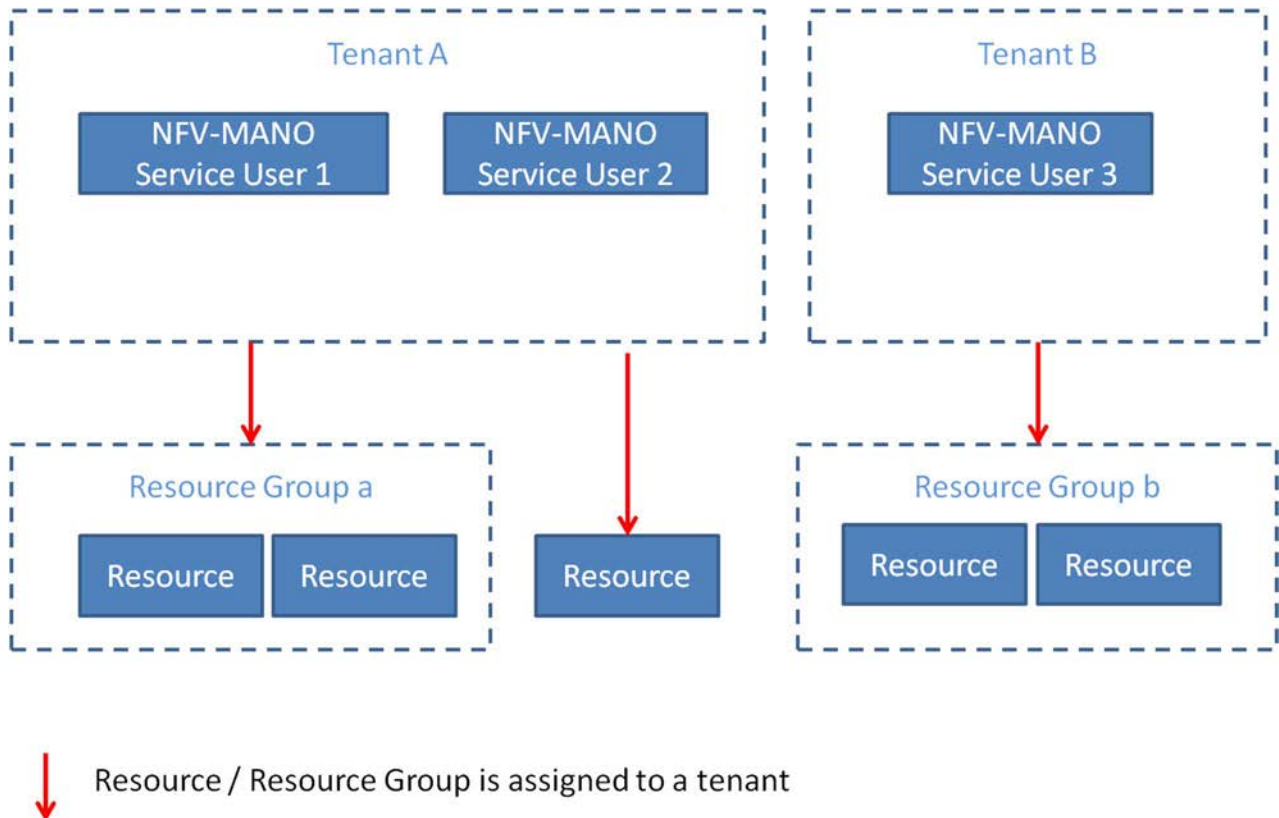 Tenant A
Tenant B
NFV-MANO
Service User 1
NFV-MANO
Service User 2
NFV-MANO
Service User 3
Resource Group a
Resource Group b
Resource
Resource
Resource
Resource
Resource
Resource / Resource Group is assigned to a tenant